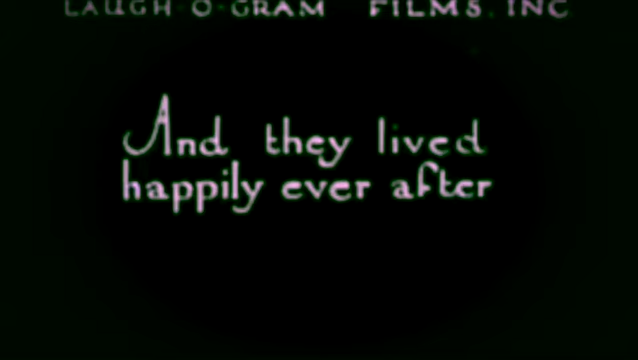 LAUGH-O-GRAM FILMS, INC
And they lived
happily ever after